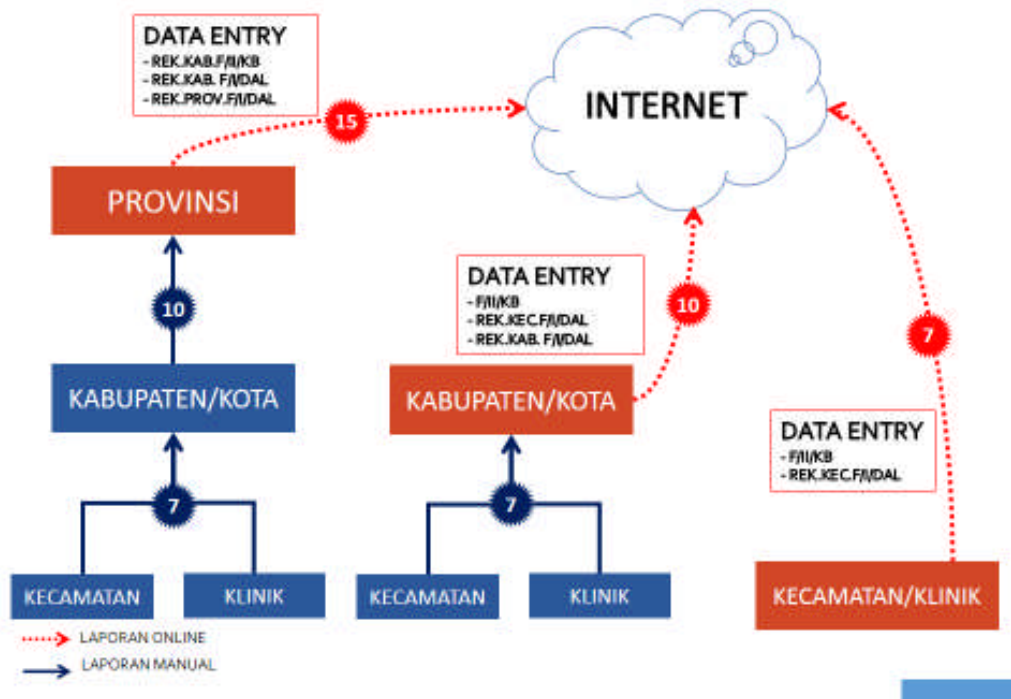 DATA ENTRY
- REK.KAB.F/II/KB
- REK.KAB. F/I/DAL
- REK.PROV.F/I/DAL
15
INTERNET
PROVINSI
10
DATA ENTRY
- F/II/KB
- REK.KEC.F/I/DAL
- REK.KAB. F/I/DAL
10
7
KABUPATEN/KOTA
KABUPATEN/KOTA
DATA ENTRY
- F/II/KB
- REK.KEC.F/I/DAL
7
7
KECAMATAN
KLINIK
KECAMATAN
KLINIK
KECAMATAN/KLINIK
LAPORAN ONLINE
LAPORAN MANUAL